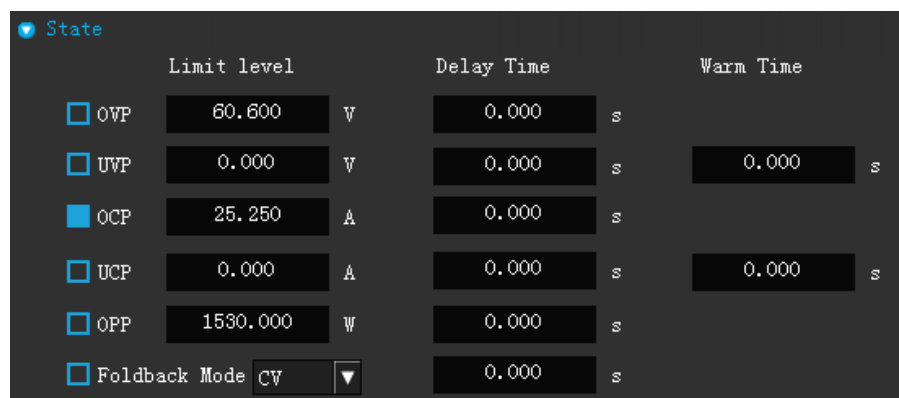 State
Limit level Delay Time Warm Time
OVP 60.600 V 0.000 s
UVP 0.000 V 0.000 s 0.000 s
OCP 25.250 A 0.000 s
UCP 0.000 A 0.000 s 0.000 s
OPP 1530.000 W 0.000 s
Foldback Mode CV 0.000 s